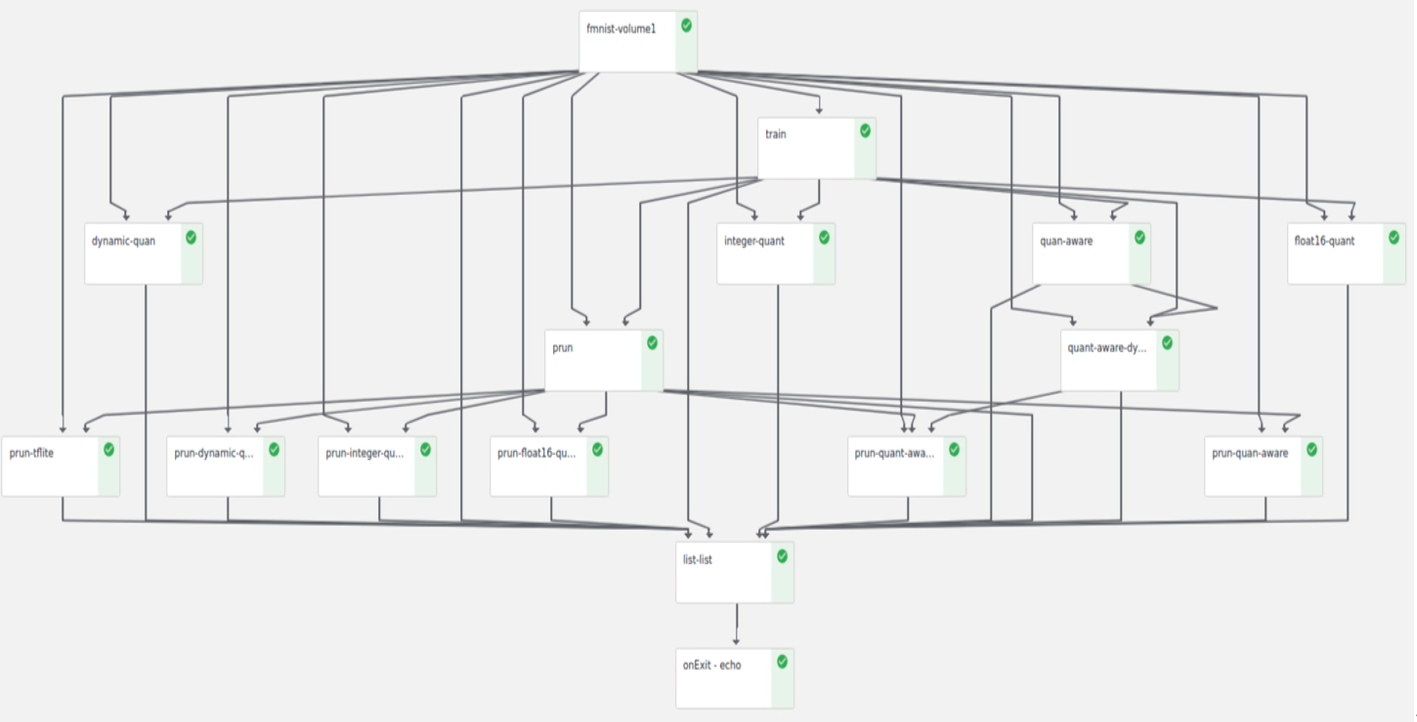 fmnist-volume1
train
dynamic-quan
integer-quant
quan-aware
float16-quant
prun
quant-aware-dy...
prun-tflite
prun-dynamic-q...
prun-integer-qu...
prun-float16-qu...
prun-quant-awa...
prun-quan-aware
list-list
onExit - echo